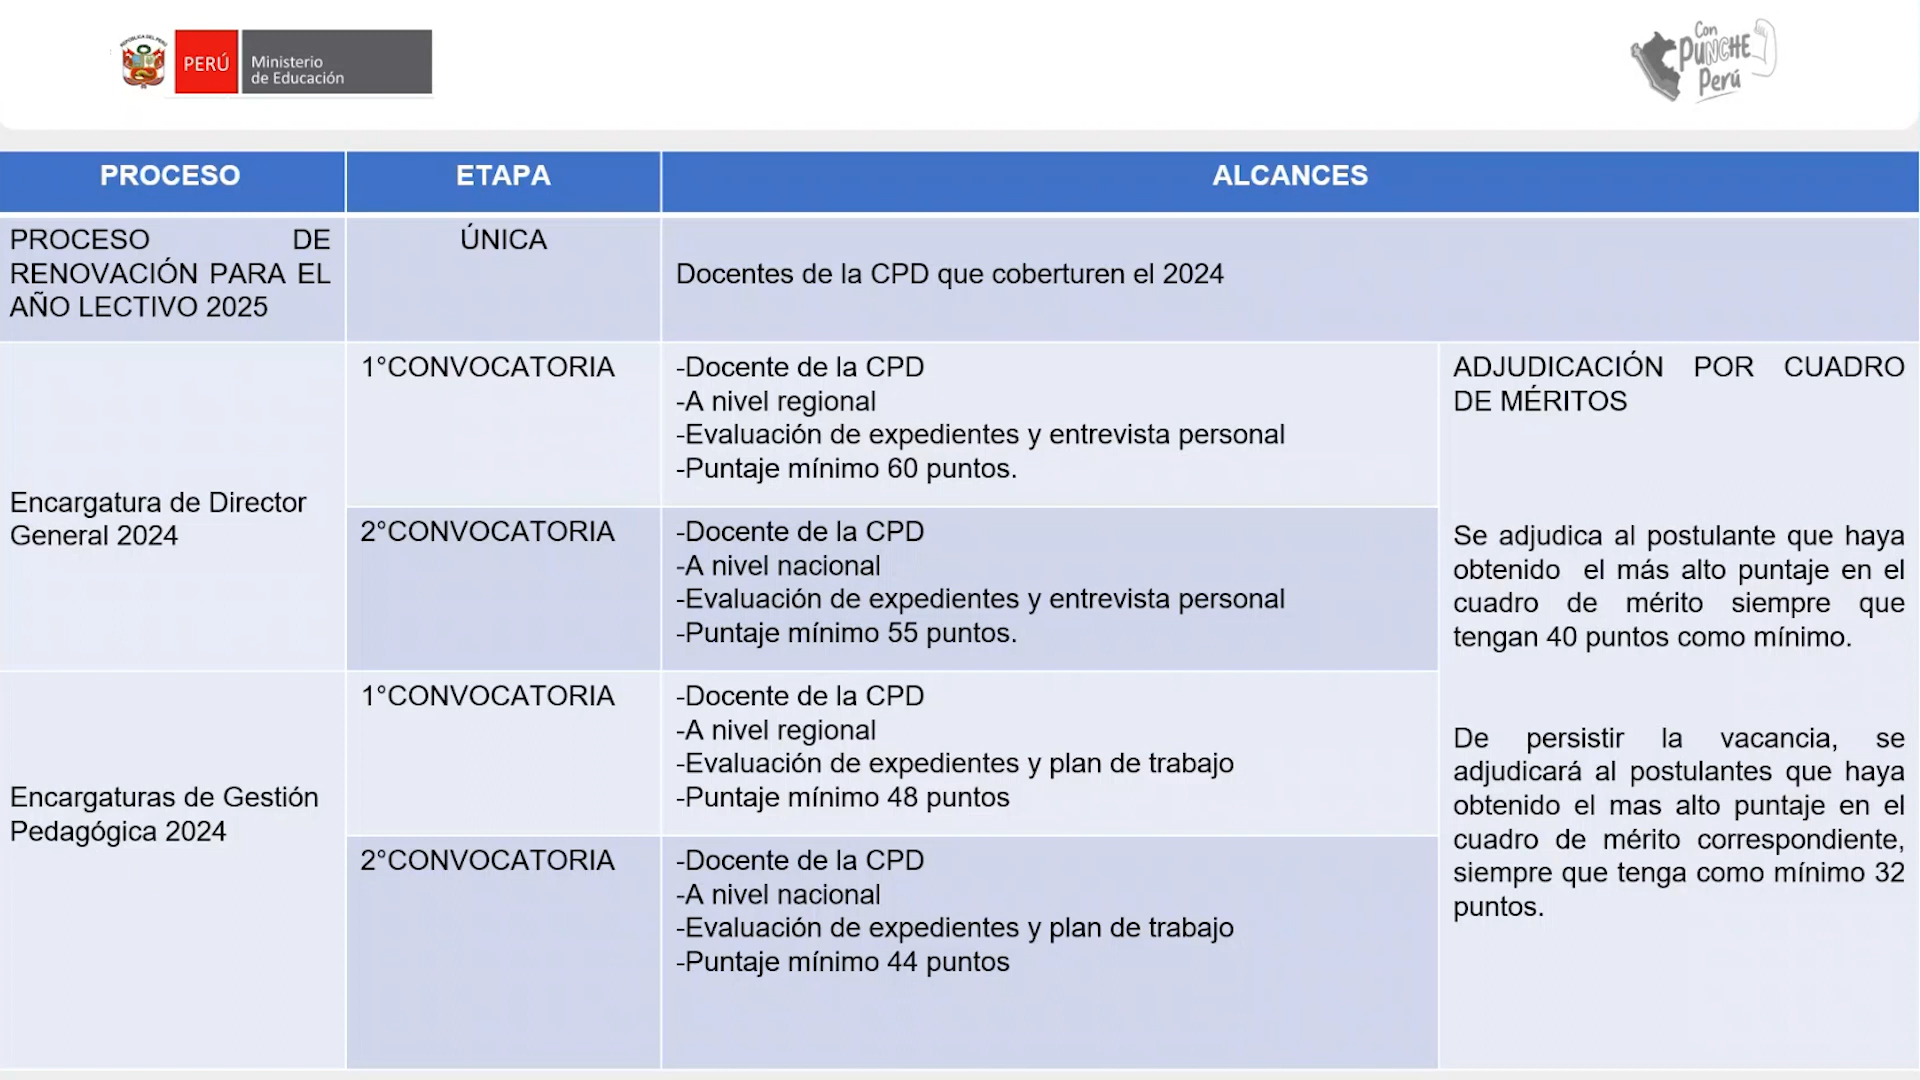 REPÚBLICA DEL PERÚ
PERÚ
Ministerio
de Educación
Con
PUNCHE
Perú
PROCESO
ETAPA
ALCANCES
PROCESO DE
RENOVACIÓN PARA EL
AÑO LECTIVO 2025
ÚNICA
Docentes de la CPD que coberturen el 2024
Encargatura de Director
General 2024
1°CONVOCATORIA
-Docente de la CPD
-A nivel regional
-Evaluación de expedientes y entrevista personal
-Puntaje mínimo 60 puntos.
2°CONVOCATORIA
-Docente de la CPD
-A nivel nacional
-Evaluación de expedientes y entrevista personal
-Puntaje mínimo 55 puntos.
Encargaturas de Gestión
Pedagógica 2024
1°CONVOCATORIA
-Docente de la CPD
-A nivel regional
-Evaluación de expedientes y plan de trabajo
-Puntaje mínimo 48 puntos
2°CONVOCATORIA
-Docente de la CPD
-A nivel nacional
-Evaluación de expedientes y plan de trabajo
-Puntaje mínimo 44 puntos
ADJUDICACIÓN POR CUADRO
DE MÉRITOS
Se adjudica al postulante que haya
obtenido el más alto puntaje en el
cuadro de mérito siempre que
tengan 40 puntos como mínimo.
De persistir la vacancia, se
adjudicará al postulantes que haya
obtenido el mas alto puntaje en el
cuadro de mérito correspondiente,
siempre que tenga como mínimo 32
puntos.